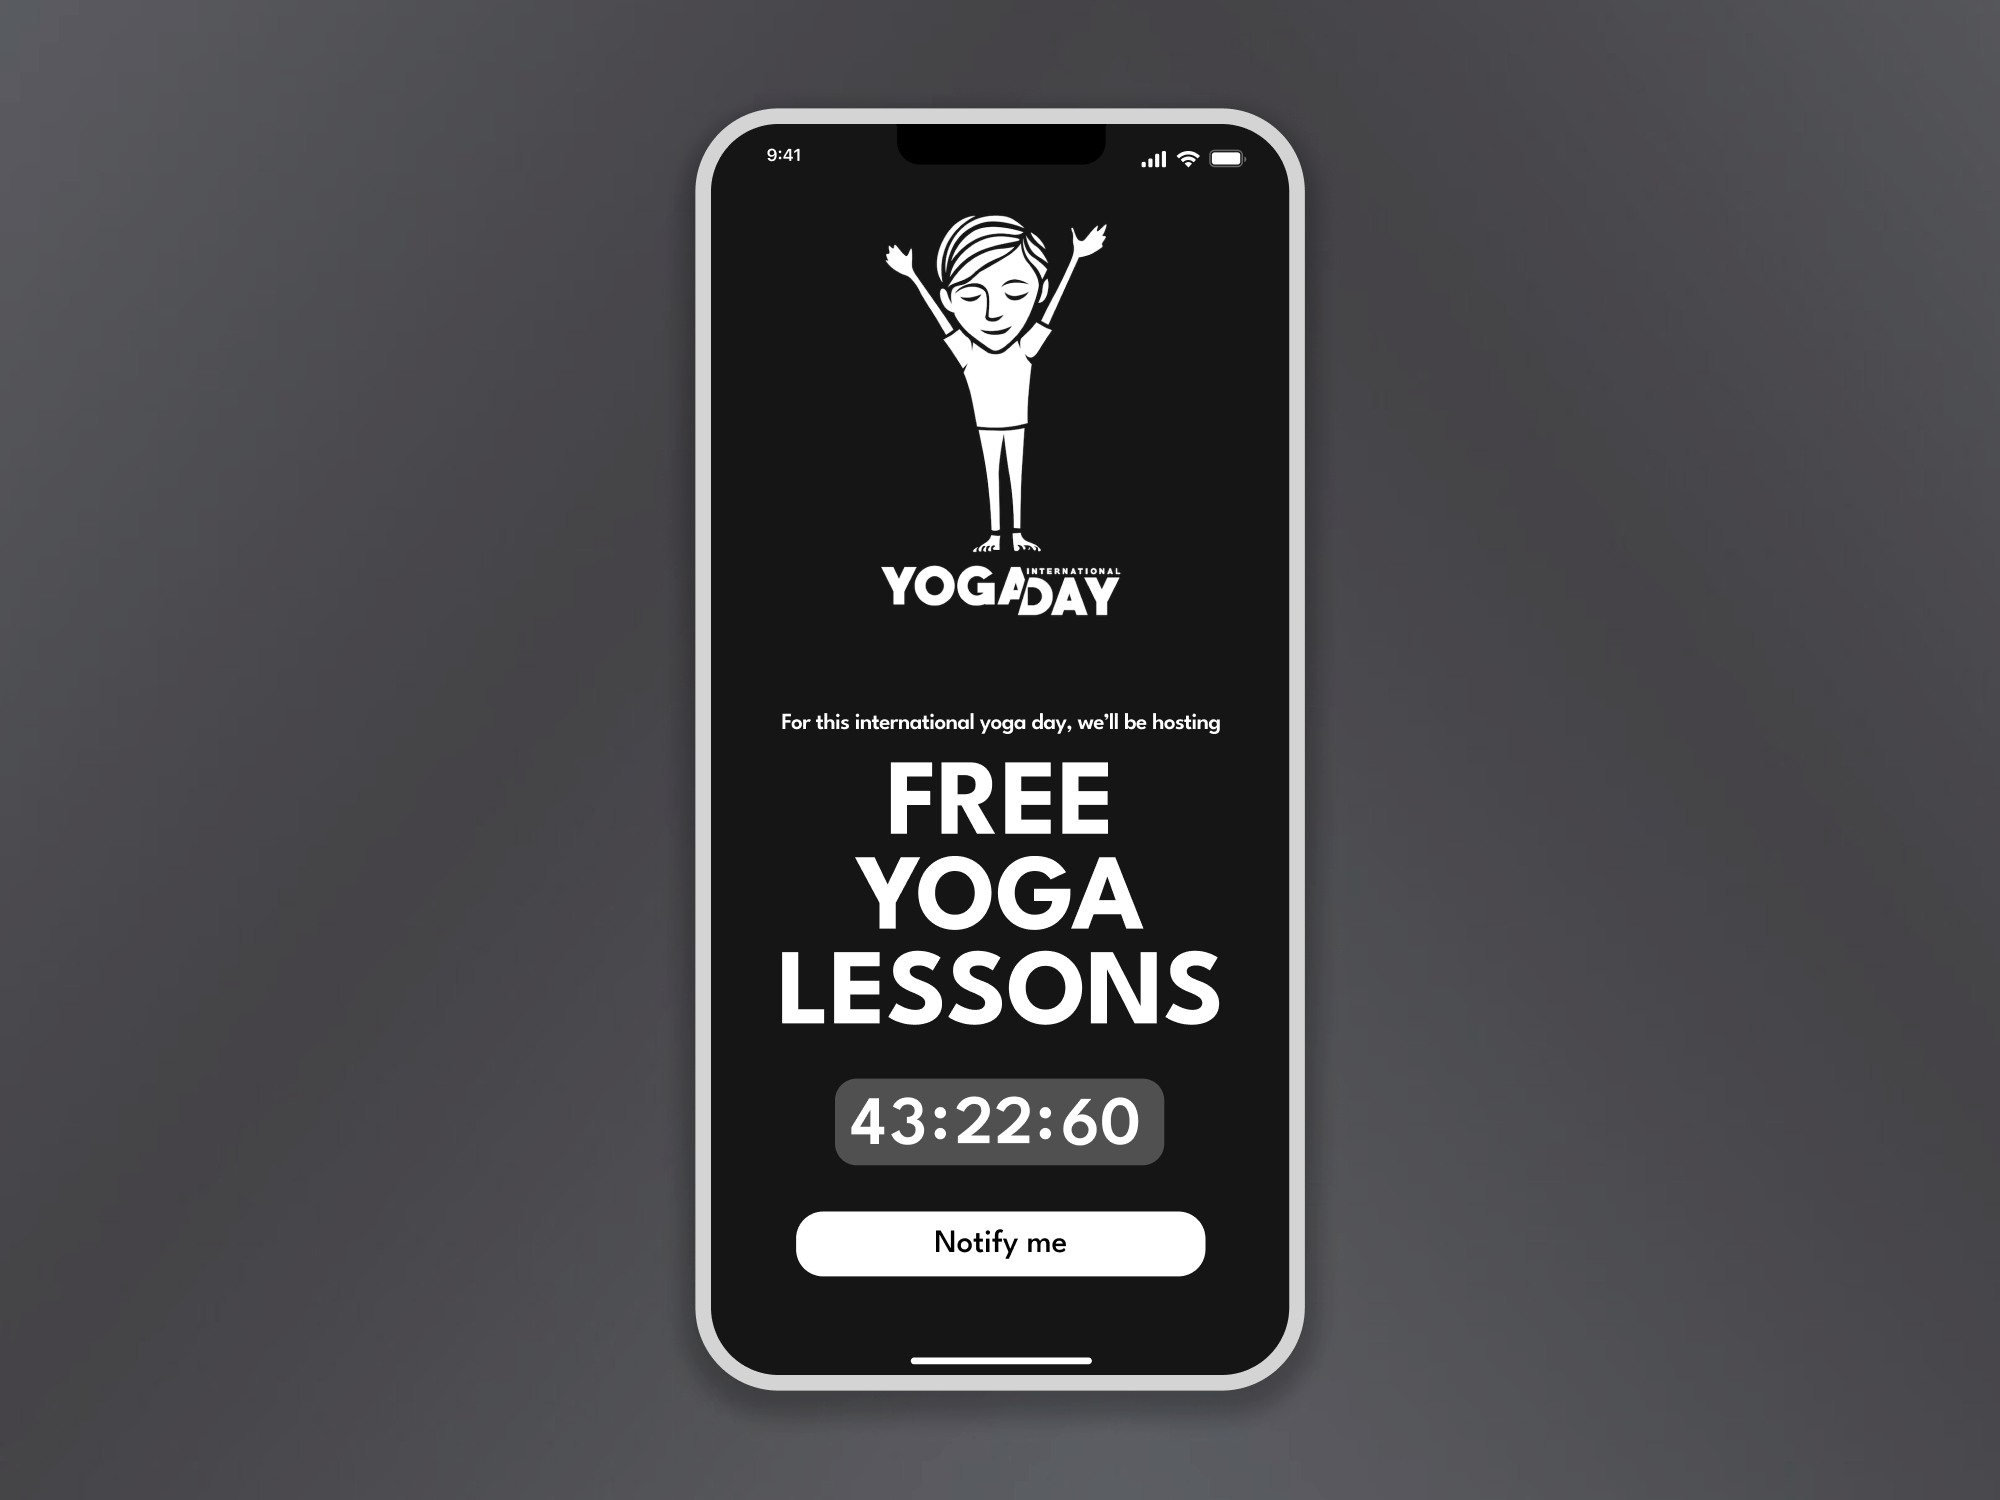 9:41
YOGA INTERNATIONAL DAY
For this international yoga day, we’ll be hosting
FREE
YOGA
LESSONS
43:22:60
Notify me